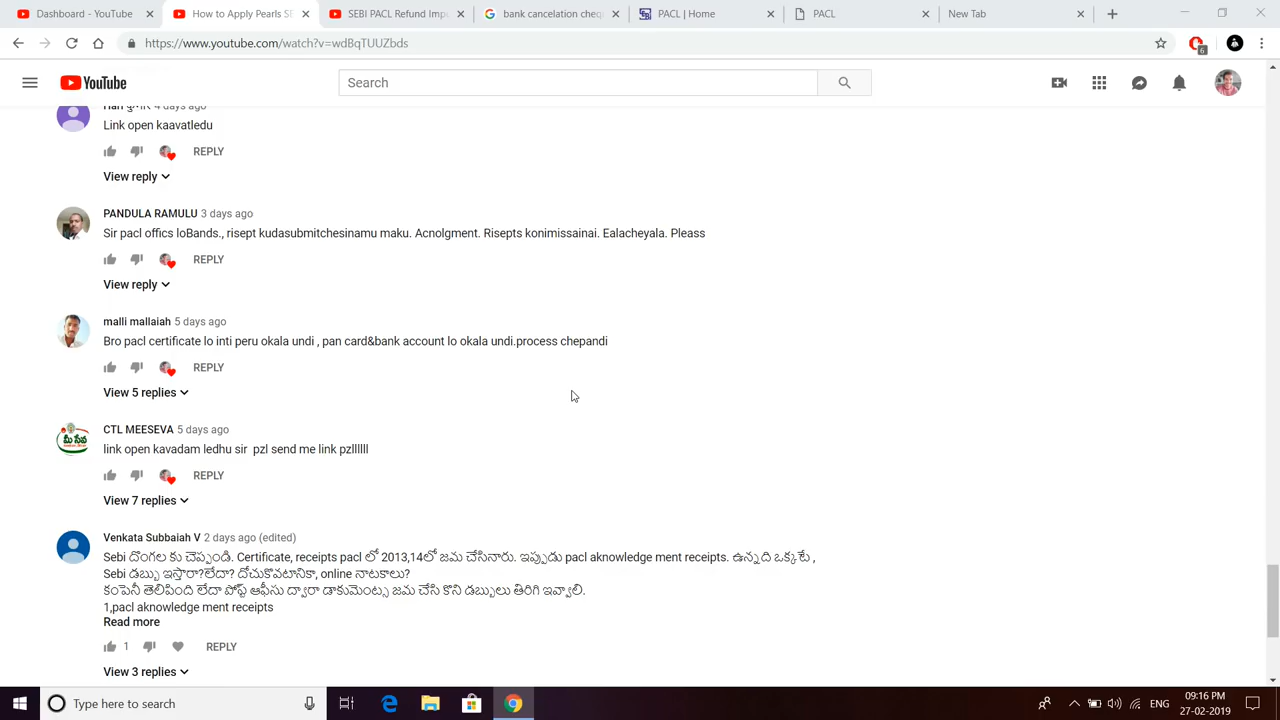 Dashboard - YouTube
How to Apply Pearls SE
SEBI PACL Refund Imp
bank cancelation chequ
PACL | Home
PACL
New Tab
https://www.youtube.com/watch?v=wdBqTUUZbds
6
YouTube
Search
4 days ago
Link open kaavatledu
REPLY
View reply
PANDULA RAMULU 3 days ago
Sir pacl offics loBands., risept kudasubmitchesinamu maku. Acnolgment. Risepts konimissainai. Ealacheyala. Pleass
REPLY
View reply
malli mallaiah 5 days ago
Bro pacl certificate lo inti peru okala undi , pan card&bank account lo okala undi.process chepandi
REPLY
View 5 replies
మీ సేవ
CTL MEESEVA 5 days ago
link open kavadam ledhu sir pzl send me link pzllllll
REPLY
View 7 replies
Venkata Subbaiah V 2 days ago (edited)
Sebi దొంగల కు చెప్పండి. Certificate, receipts pacl లో 2013,14లో జమ చేసినారు. ఇప్పుడు pacl aknowledge ment receipts. ఉన్నది ఒక్కటే ,
Sebi డబ్బు ఇస్తారా?లేదా? దోచుకొవటానికా, online నాటకాలు?
కంపెనీ తెలిపింది లేదా పోస్ట్ ఆఫీసు ద్వారా డాకుమెంట్సు జమ చేసి కొని డబ్బులు తిరిగి ఇవ్వాలి.
1,pacl aknowledge ment receipts
Read more
1
REPLY
View 3 replies
Type here to search
ENG
09:16 PM
27-02-2019